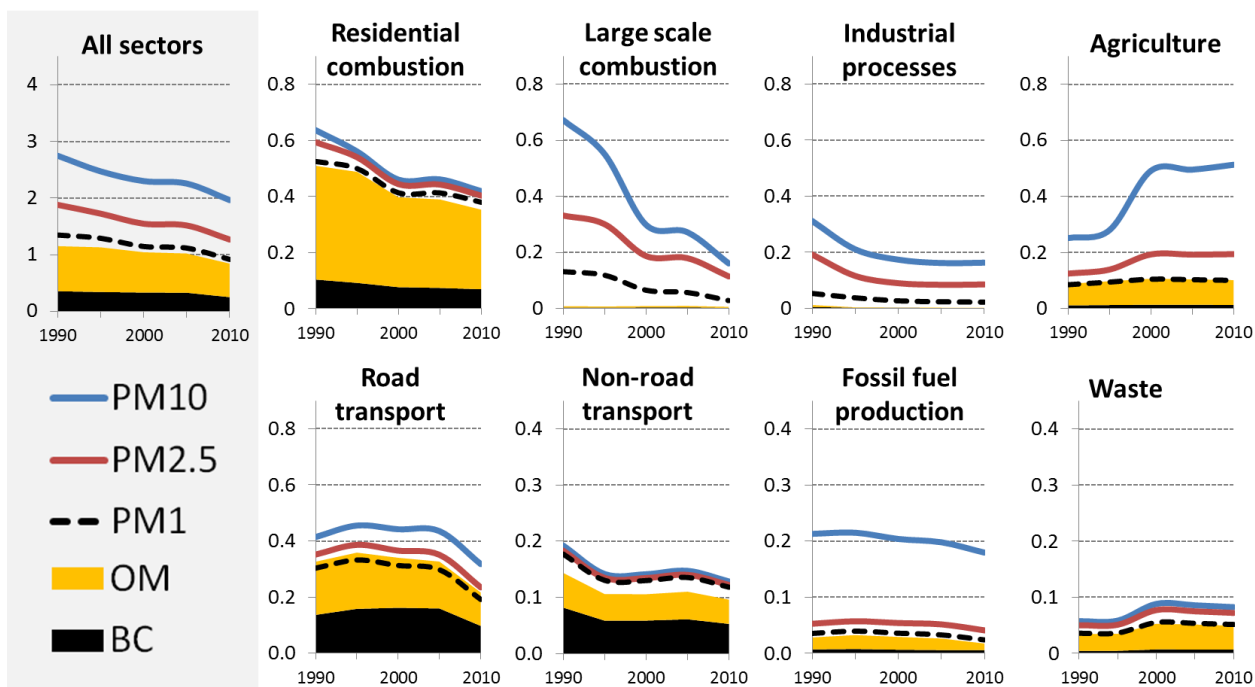 All sectors
4
3
2
1
0
1990 2000 2010
Residential
combustion
0.8
0.6
0.4
0.2
0
1990 2000 2010
Large scale
combustion
0.8
0.6
0.4
0.2
0
1990 2000 2010
Industrial
processes
0.8
0.6
0.4
0.2
0
1990 2000 2010
Agriculture
0.8
0.6
0.4
0.2
0
1990 2000 2010
PM10
PM2.5
PM1
OM
BC
Road
transport
0.8
0.6
0.4
0.2
0.0
1990 2000 2010
Non-road
transport
0.4
0.3
0.2
0.1
0.0
1990 2000 2010
Fossil fuel
production
0.4
0.3
0.2
0.1
0.0
1990 2000 2010
Waste
0.4
0.3
0.2
0.1
0
1990 2000 2010